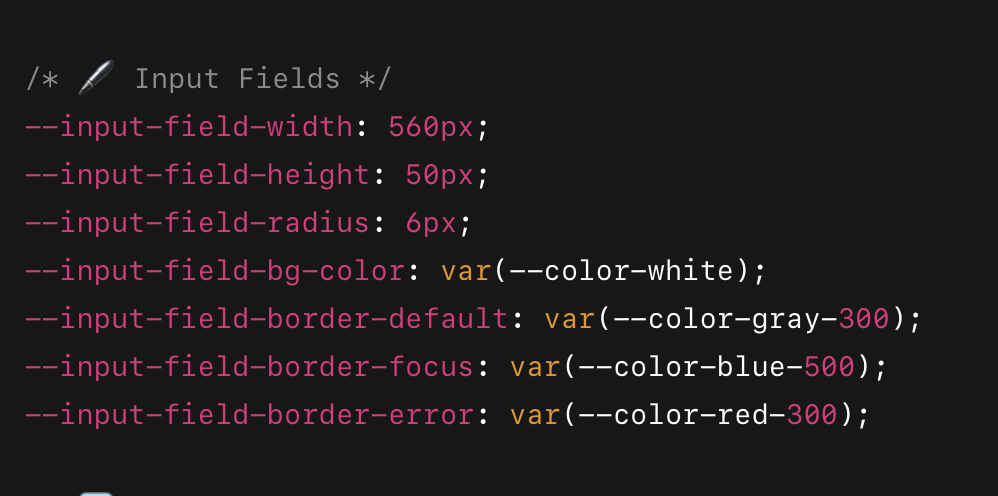 /* 🖋️ Input Fields */
--input-field-width: 560px;
--input-field-height: 50px;
--input-field-radius: 6px;
--input-field-bg-color: var(--color-white);
--input-field-border-default: var(--color-gray-300);
--input-field-border-focus: var(--color-blue-500);
--input-field-border-error: var(--color-red-300);